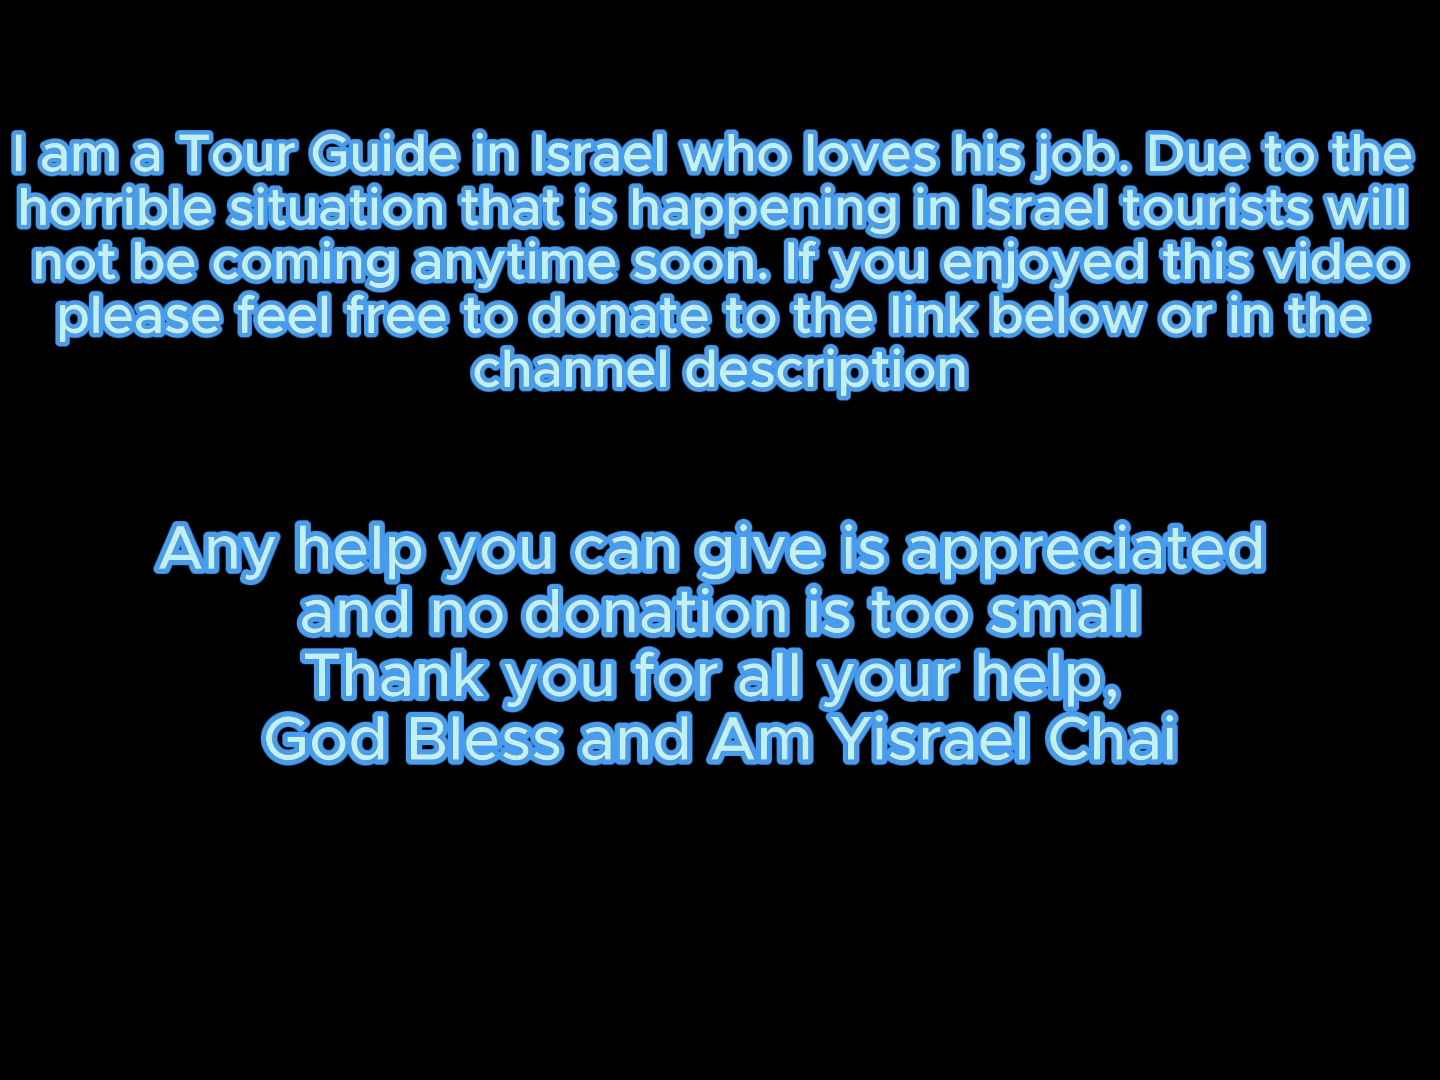 I am a Tour Guide in Israel who loves his job. Due to the
horrible situation that is happening in Israel tourists will
not be coming anytime soon. If you enjoyed this video
please feel free to donate to the link below or in the
channel description
Any help you can give is appreciated
and no donation is too small
Thank you for all your help,
God Bless and Am Yisrael Chai